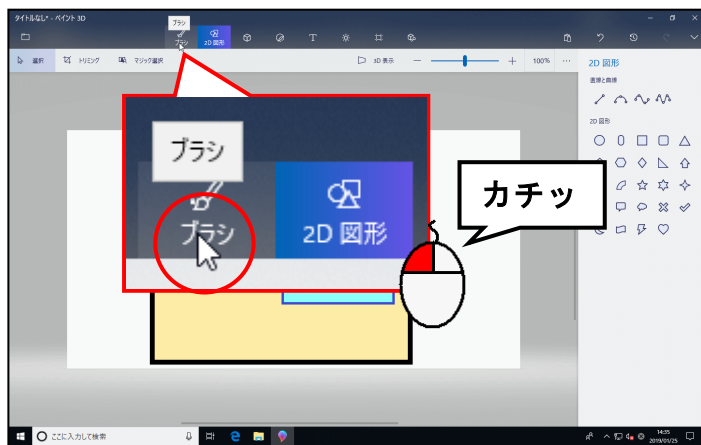 タイトルなし* - ペイント 3D
ブラシ
ブラシ
2D 図形
選択
トリミング
マジック選択
3D 表示
100%
2D 図形
直線と曲線
2D 図形
ブラシ
ブラシ
2D 図形
カチッ
ここに入力して検索
14:35
2019/01/25